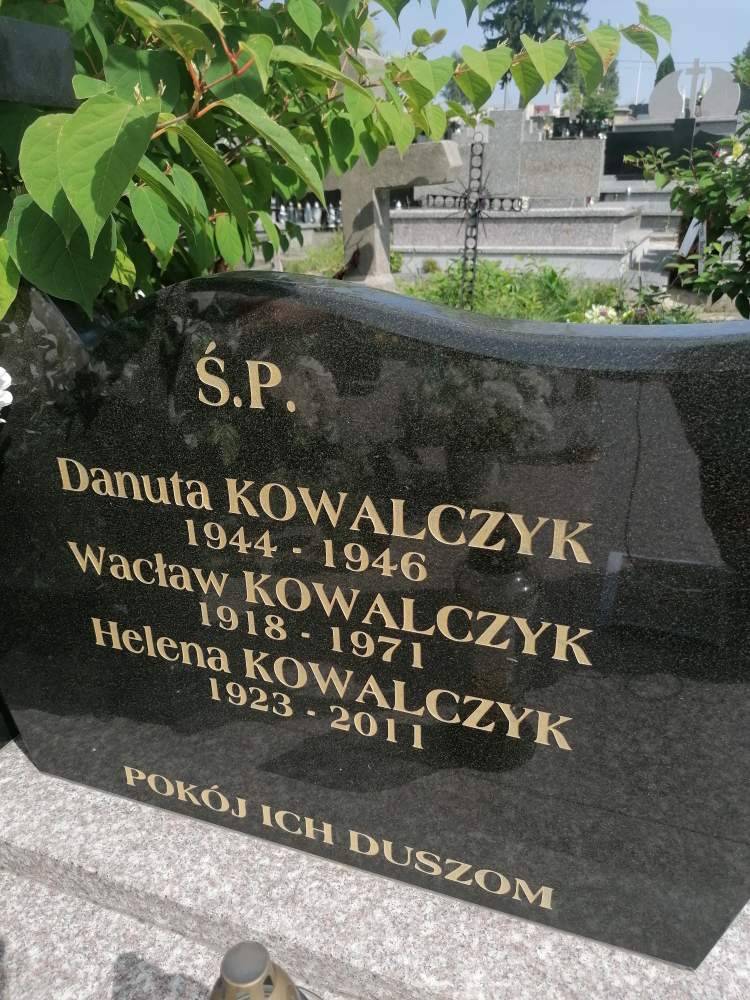 Ś.P.
Danuta KOWALCZYK
1944 - 1946
Wacław KOWALCZYK
1918 - 1971
Helena KOWALCZYK
1923 - 2011
POKÓJ ICH DUSZOM